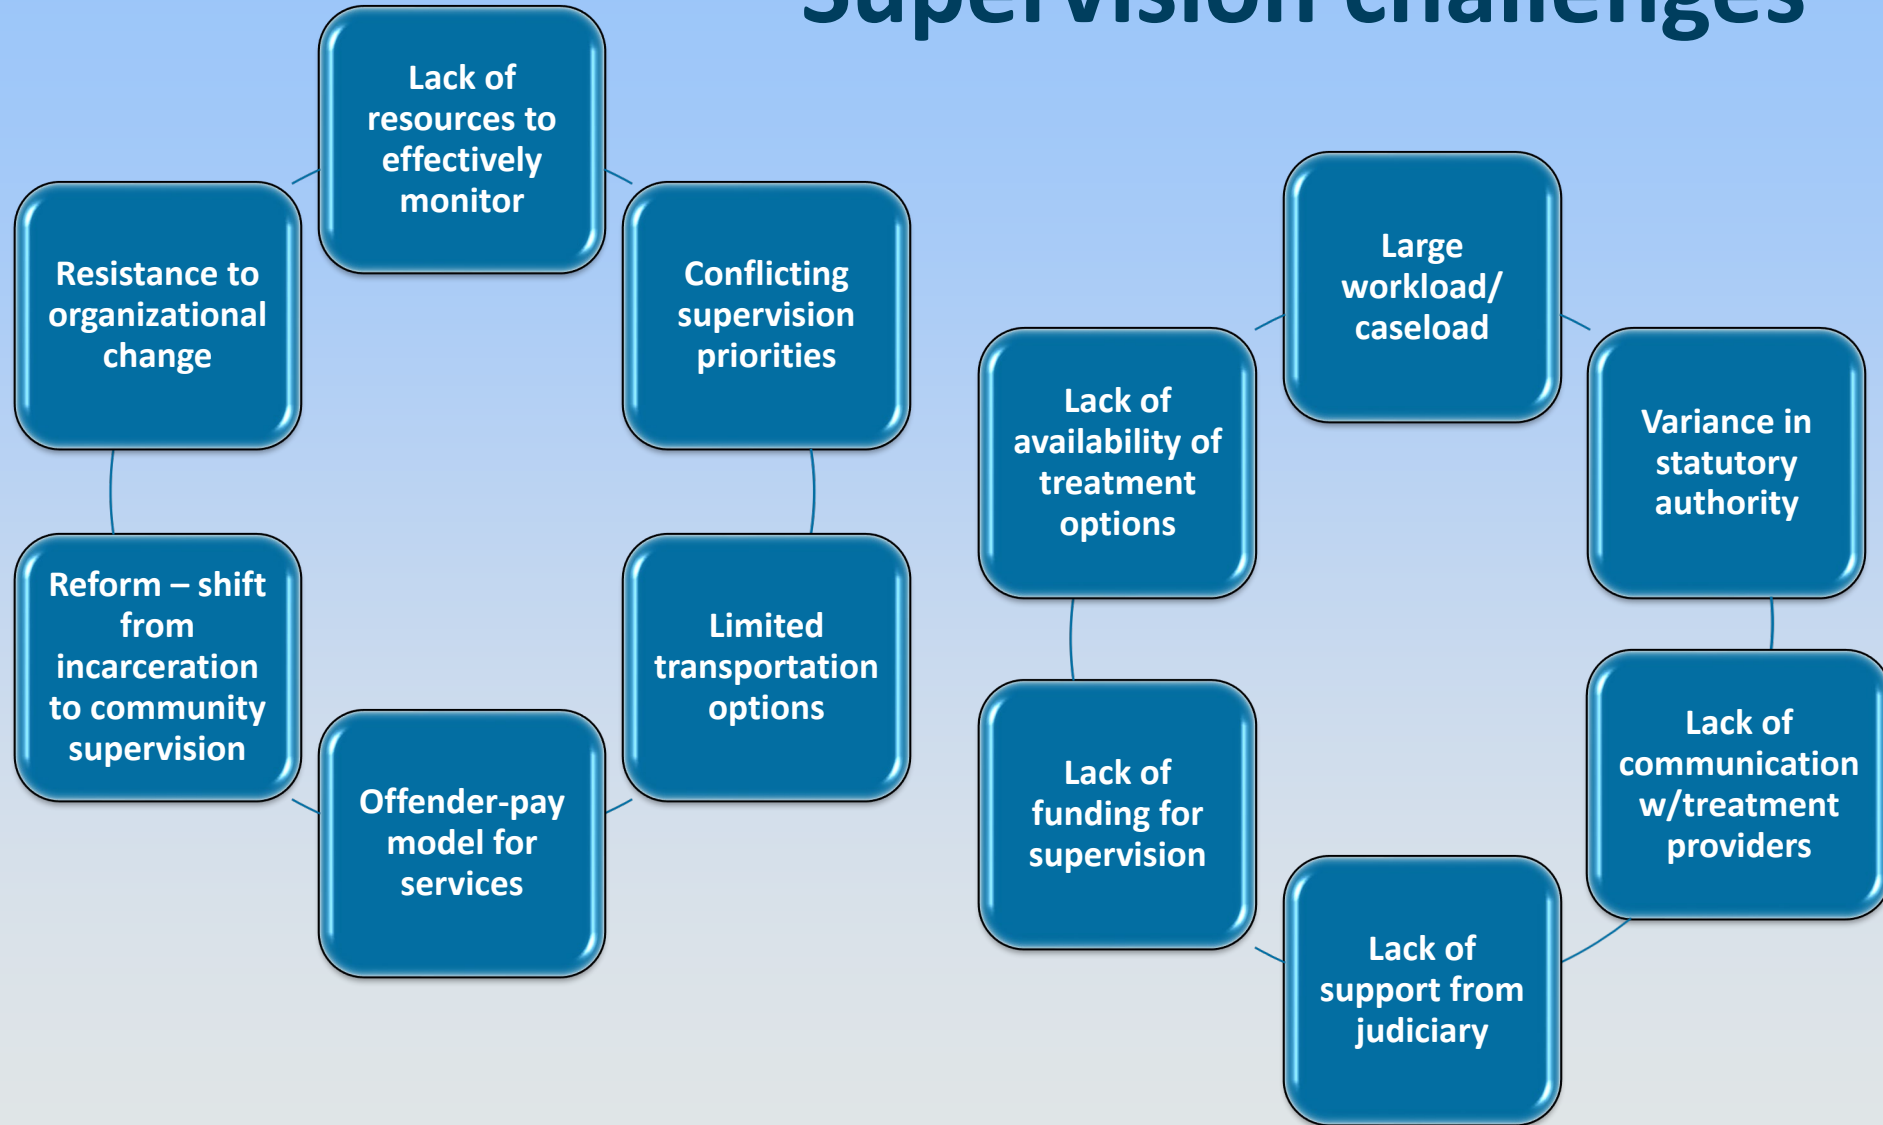 Supervision challenges
Lack of
resources to
effectively
monitor
Conflicting
supervision
priorities
Limited
transportation
options
Offender-pay
model for
services
Reform – shift
from
incarceration
to community
supervision
Resistance to
organizational
change
Large
workload/
caseload
Variance in
statutory
authority
Lack of
communication
w/treatment
providers
Lack of
support from
judiciary
Lack of
funding for
supervision
Lack of
availability of
treatment
options